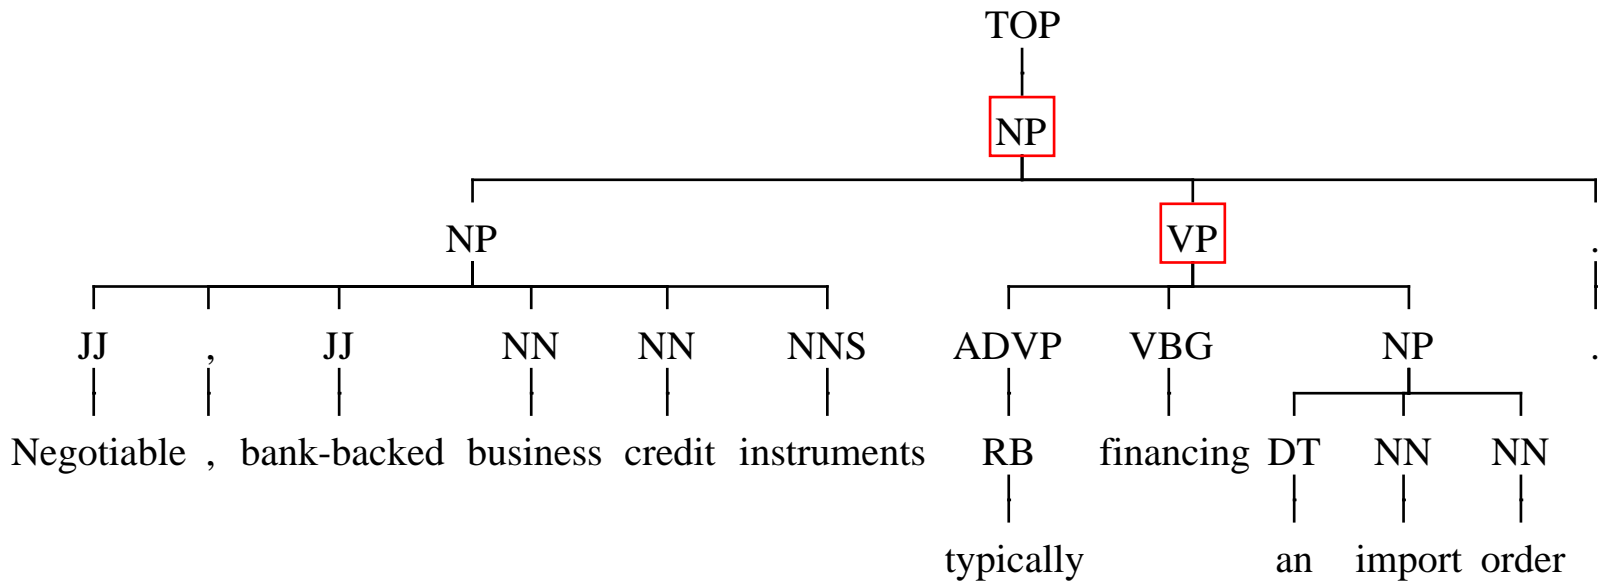 TOP
NP
NP VP .
JJ , JJ NN NN NNS ADVP VBG NP .
Negotiable , bank-backed business credit instruments RB financing DT NN NN
typically an import order